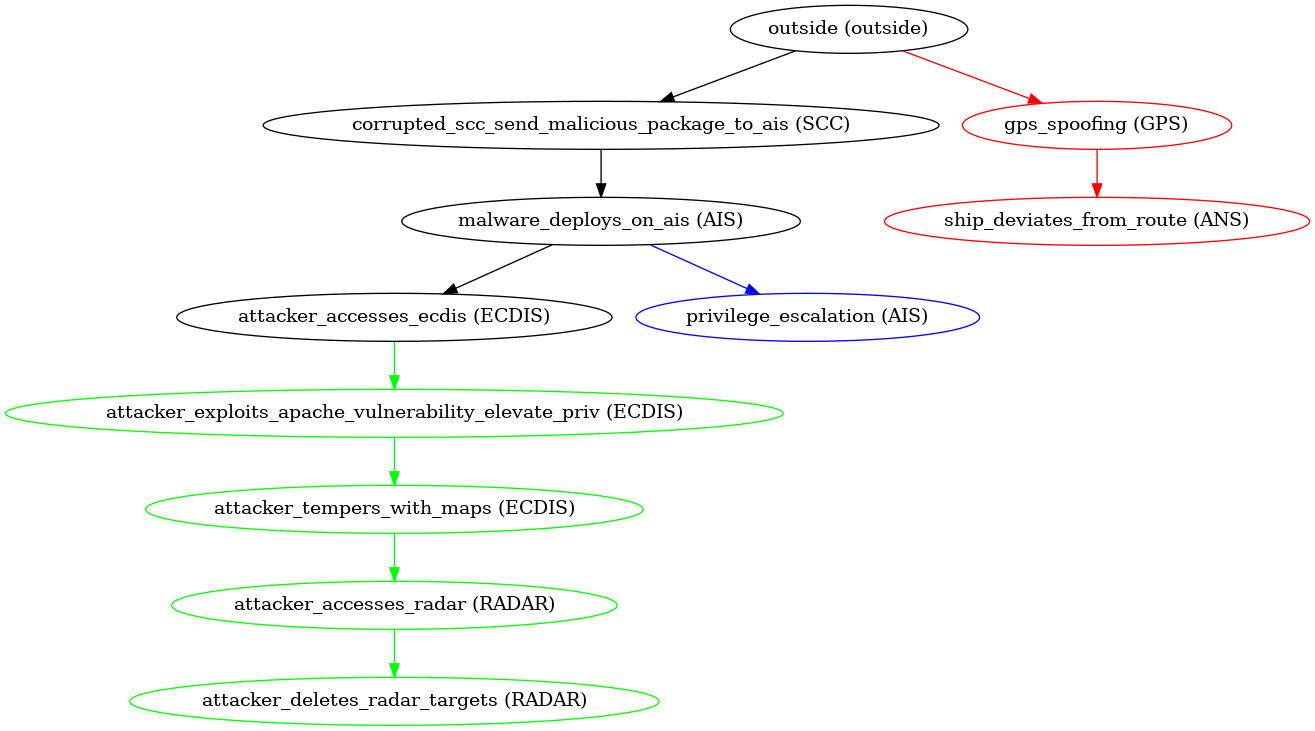 outside (outside)
corrupted_scc_send_malicious_package_to_ais (SCC)
gps_spoofing (GPS)
malware_deploys_on_ais (AIS)
ship_deviates_from_route (ANS)
attacker_accesses_ecdis (ECDIS)
privilege_escalation (AIS)
attacker_exploits_apache_vulnerability_elevate_priv (ECDIS)
attacker_tempers_with_maps (ECDIS)
attacker_accesses_radar (RADAR)
attacker_deletes_radar_targets (RADAR)